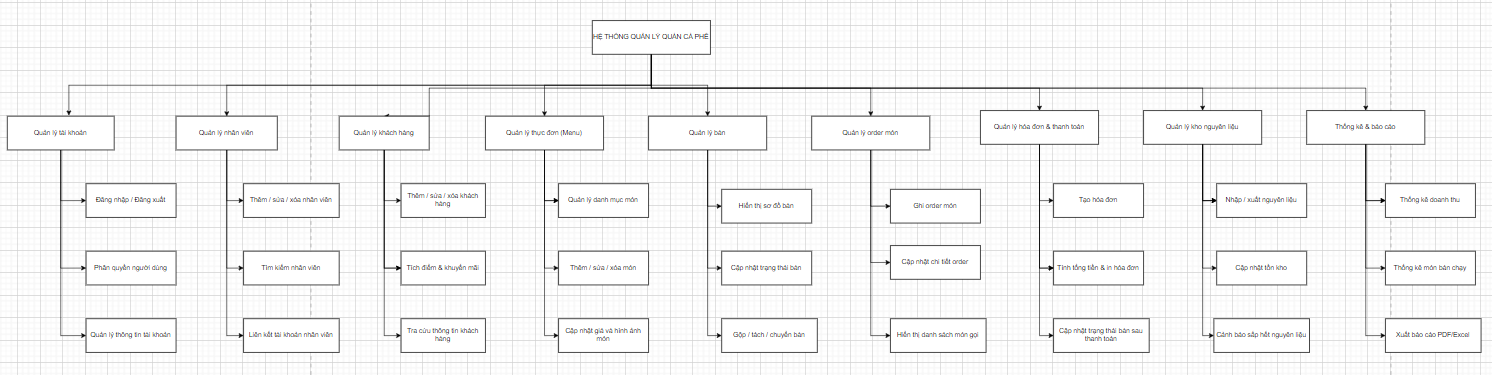 HỆ THỐNG QUẢN LÝ QUÁN CÀ PHÊ
Quản lý tài khoản
Quản lý nhân viên
Quản lý khách hàng
Quản lý thực đơn (Menu)
Quản lý bàn
Quản lý order món
Quản lý hóa đơn & thanh toán
Quản lý kho nguyên liệu
Thống kê & báo cáo
Đăng nhập / Đăng xuất
Thêm / sửa / xóa nhân viên
Thêm / sửa / xóa khách
hàng
Quản lý danh mục món
Hiển thị sơ đồ bàn
Ghi order món
Tạo hóa đơn
Nhập / xuất nguyên liệu
Thống kê doanh thu
Phân quyền người dùng
Tìm kiếm nhân viên
Tích điểm & khuyến mãi
Thêm / sửa / xóa món
Cập nhật trạng thái bàn
Cập nhật chi tiết order
Tính tổng tiền & in hóa đơn
Cập nhật tồn kho
Thống kê món bán chạy
Quản lý thông tin tài khoản
Liên kết tài khoản nhân viên
Tra cứu thông tin khách
hàng
Cập nhật giá và hình ảnh
món
Gộp / tách / chuyển bàn
Hiển thị danh sách món gọi
Cập nhật trạng thái bàn sau
thanh toán
Cảnh báo sắp hết nguyên liệu
Xuất báo cáo PDF/Excel